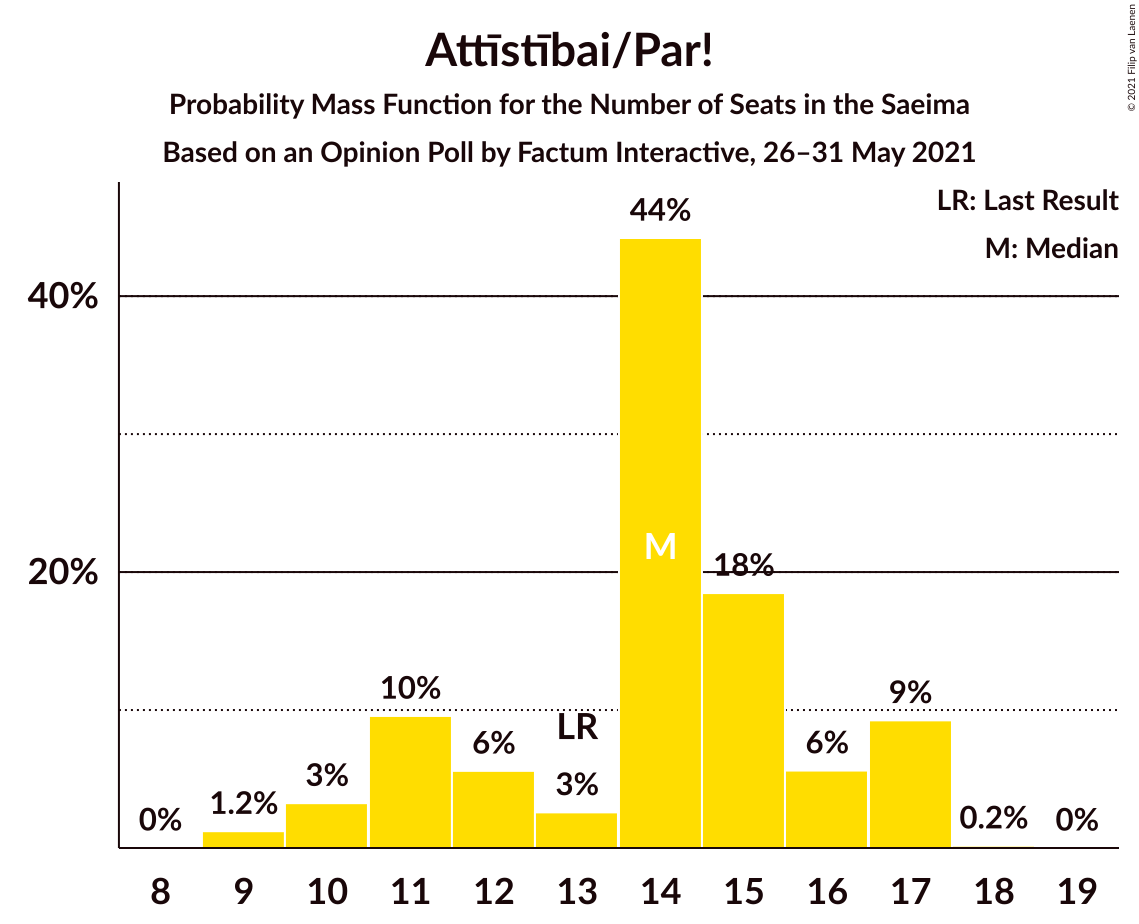 Attīstībai/Par!
Probability Mass Function for the Number of Seats in the Saeima
Based on an Opinion Poll by Factum Interactive, 26–31 May 2021
© 2021 Filip van Laenen
LR: Last Result
M: Median
40%
20%
0%
1.2%
3%
10%
6%
LR
3%
44%
M
18%
6%
9%
0.2%
0%
8 9 10 11 12 13 14 15 16 17 18 19